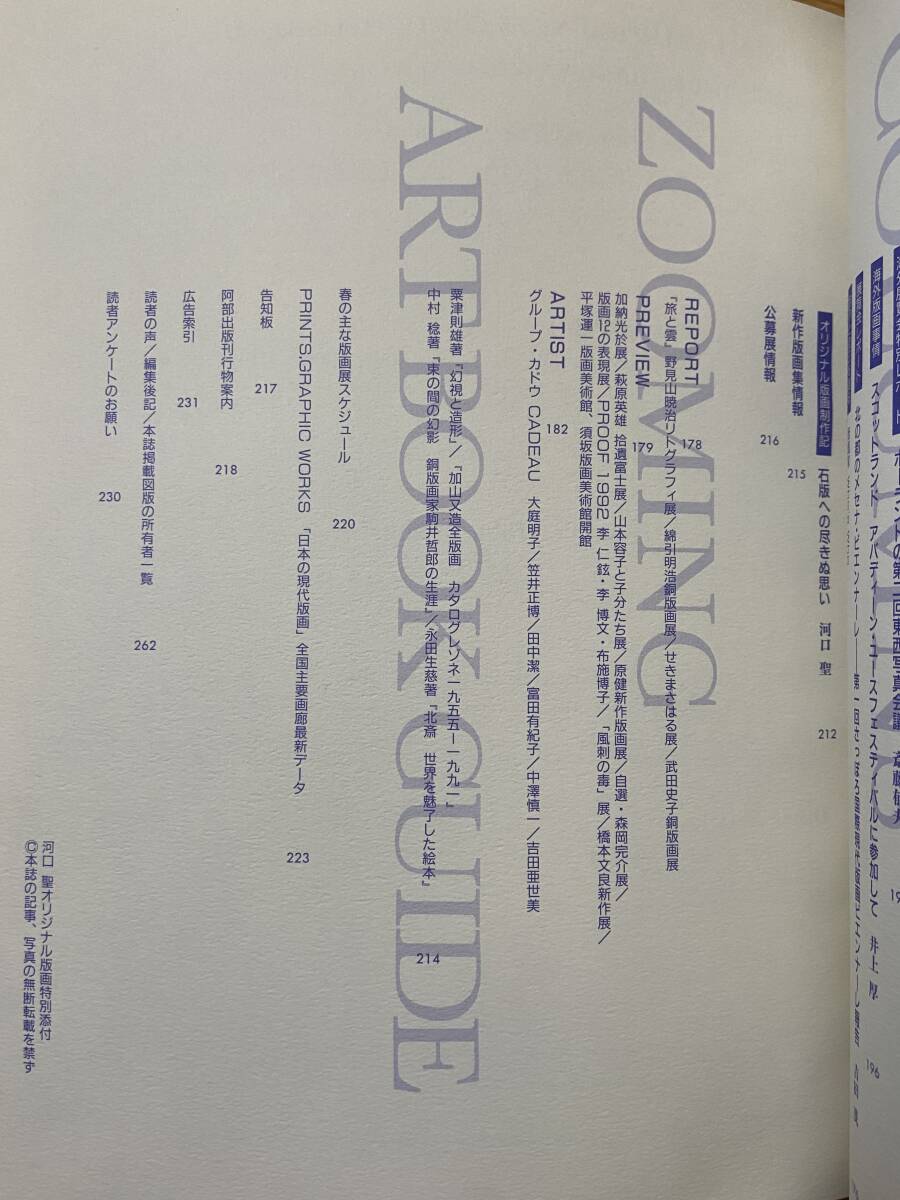 海外版画事情
スコットランド アバディーン・ユースフェスティバルに参加して 井上 厚
196
オリジナル版画制作記
石版への尽きぬ思い 河口 聖
212
新作版画集情報
215
公募展情報
216
ZOOMING
REPORT
『旅と雲』野見山暁治リトグラフィ展／綿引明浩銅版画展／せきまさはる展／武田史子銅版画展
178
PREVIEW
179
加納光於展／萩原英雄 拾遺富士展／山本容子と子分たち展／原健新作版画展／自選・森岡完介展／
版画12の表現展／PROOF 1992 李 仁鉉・李 博文・布施博子／「風刺の毒」展／橋本文良新作展／
平塚運一版画美術館、須坂版画美術館開館
ARTIST
182
グループ・カドウ CADEAU 大庭明子／笠井正博／田中潔／富田有紀子／中澤慎一／吉田亜世美
ART BOOK GUIDE
粟津則雄著「幻視と造形」／「加山又造全版画 カタログレゾネ一九五五ー一九九一」
中村 稔著「束の間の幻影 銅版画家駒井哲郎の生涯」／永田生慈著「北斎 世界を魅了した絵本」
214
春の主な版画展スケジュール
220
PRINTS.GRAPHIC WORKS 「日本の現代版画」全国主要画廊最新データ
223
告知板
217
阿部出版刊行物案内
218
広告索引
231
読者の声／編集後記／本誌掲載図版の所有者一覧
262
読者アンケートのお願い
230
河口 聖オリジナル版画特別添付
©本誌の記事、写真の無断転載を禁ず